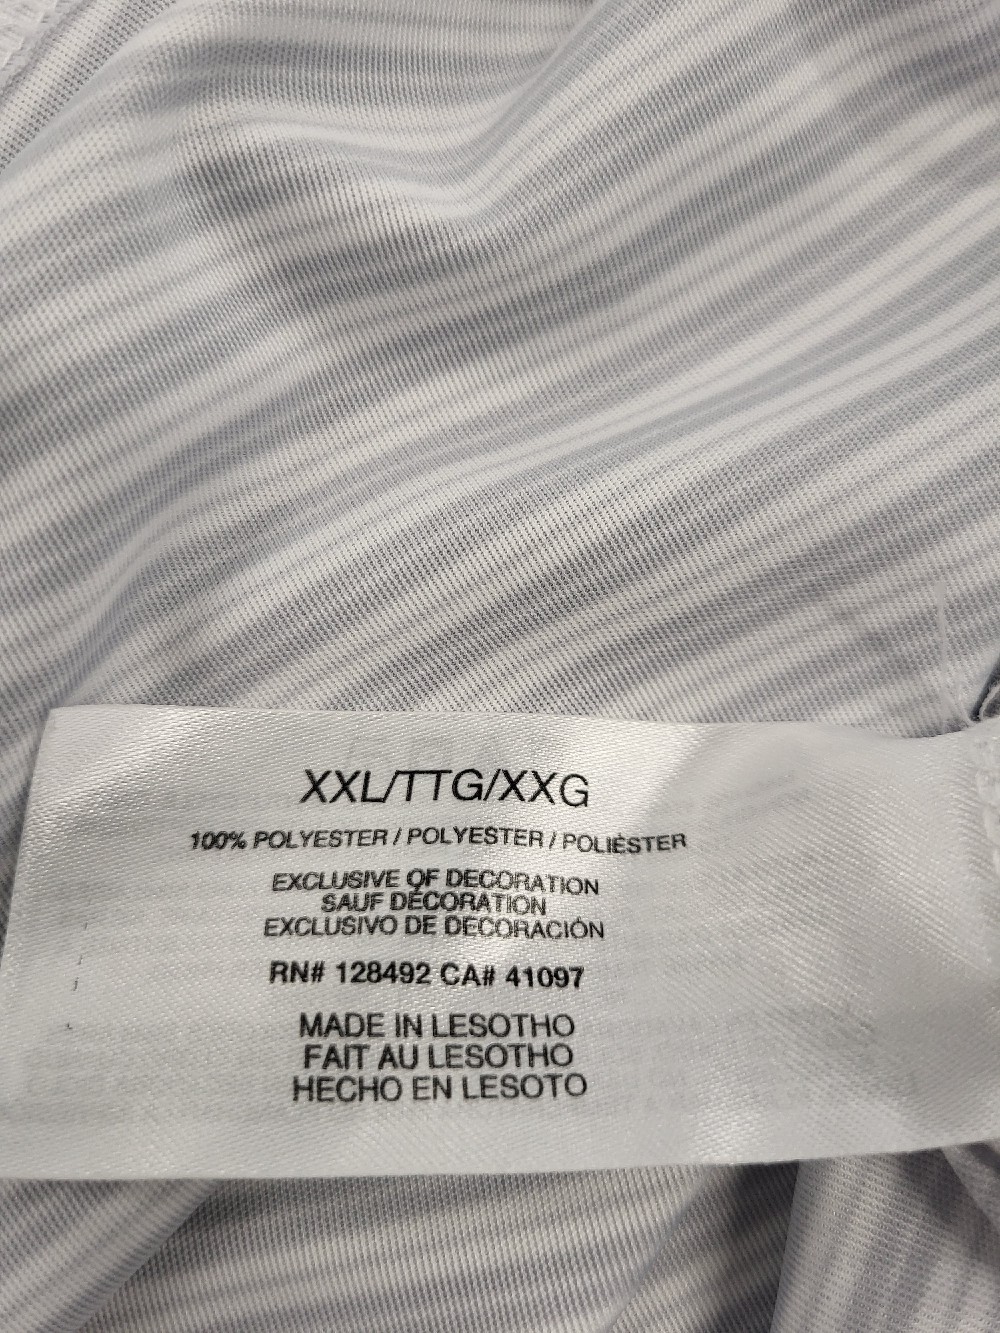 XXL/TTG/XXG
100% POLYESTER / POLYESTER / POLIÉSTER
EXCLUSIVE OF DECORATION
SAUF DÉCORATION
EXCLUSIVO DE DECORACIÓN
RN# 128492 CA# 41097
MADE IN LESOTHO
FAIT AU LESOTHO
HECHO EN LESOTO